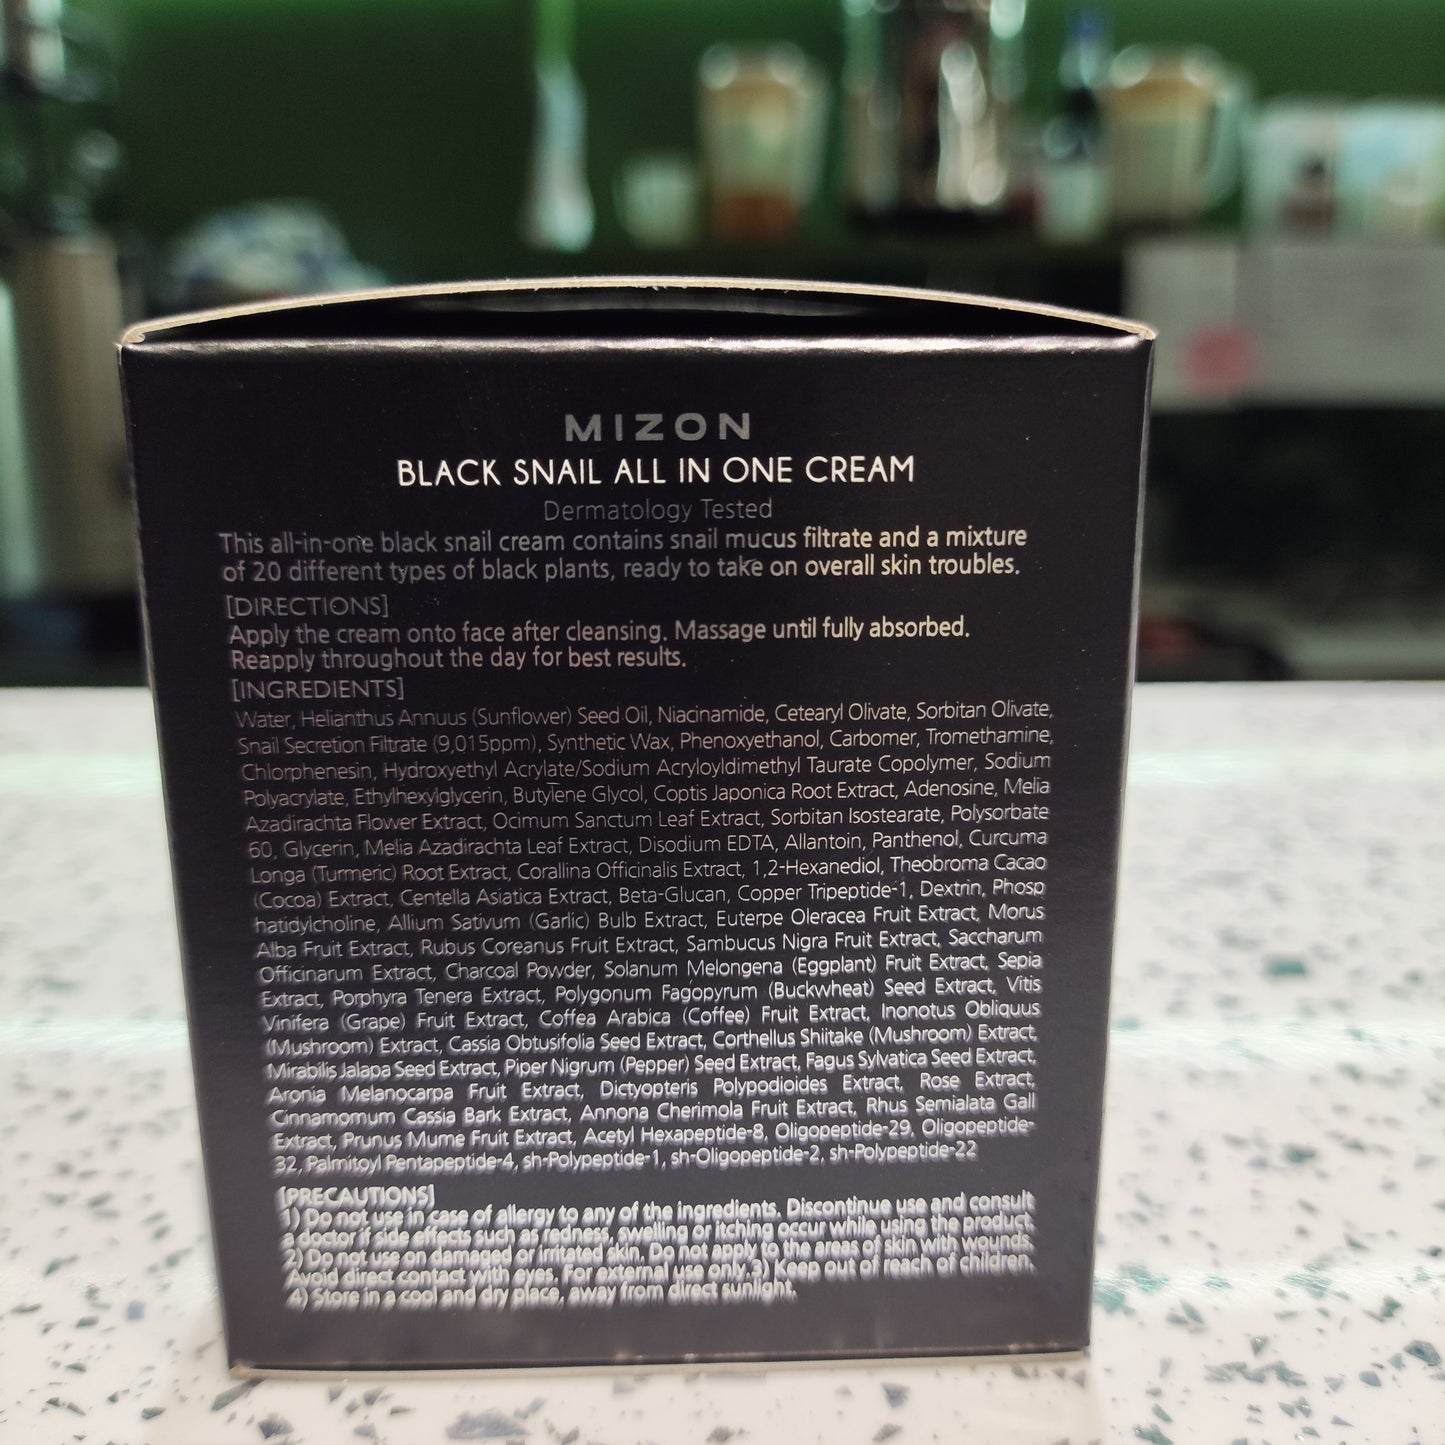 MIZON
BLACK SNAIL ALL IN ONE CREAM
Dermatology Tested
This all-in-one black snail cream contains snail mucus filtrate and a mixture
of 20 different types of black plants, ready to take on overall skin troubles.
[DIRECTIONS]
Apply the cream onto face after cleansing. Massage until fully absorbed.
Reapply throughout the day for best results.
[INGREDIENTS]
Water, Helianthus Annuus (Sunflower) Seed Oil, Niacinamide, Cetearyl Olivate, Sorbitan Olivate,
Snail Secretion Filtrate (9,015ppm), Synthetic Wax, Phenoxyethanol, Carbomer, Tromethamine,
Chlorphenesin, Hydroxyethyl Acrylate/Sodium Acryloyldimethyl Taurate Copolymer, Sodium
Polyacrylate, Ethylhexylglycerin, Butylene Glycol, Coptis Japonica Root Extract, Adenosine, Melia
Azadirachta Flower Extract, Ocimum Sanctum Leaf Extract, Sorbitan Isostearate, Polysorbate
60, Glycerin, Melia Azadirachta Leaf Extract, Disodium EDTA, Allantoin, Panthenol, Curcuma
Longa (Turmeric) Root Extract, Corallina Officinalis Extract, 1,2-Hexanediol, Theobroma Cacao
(Cocoa) Extract, Centella Asiatica Extract, Beta-Glucan, Copper Tripeptide-1, Dextrin, Phosp
hatidylcholine, Allium Sativum (Garlic) Bulb Extract, Euterpe Oleracea Fruit Extract, Morus
Alba Fruit Extract, Rubus Coreanus Fruit Extract, Sambucus Nigra Fruit Extract, Saccharum
Officinarum Extract, Charcoal Powder, Solanum Melongena (Eggplant) Fruit Extract, Sepia
Extract, Porphyra Tenera Extract, Polygonum Fagopyrum (Buckwheat) Seed Extract, Vitis
Vinifera (Grape) Fruit Extract, Coffea Arabica (Coffee) Fruit Extract, Inonotus Obliquus
(Mushroom) Extract, Cassia Obtusifolia Seed Extract, Corthellus Shiitake (Mushroom) Extract,
Mirabilis Jalapa Seed Extract, Piper Nigrum (Pepper) Seed Extract, Fagus Sylvatica Seed Extract,
Aronia Melanocarpa Fruit Extract, Dictyopteris Polypodioides Extract, Rose Extract,
Cinnamomum Cassia Bark Extract, Annona Cherimola Fruit Extract, Rhus Semialata Gall
Extract, Prunus Mume Fruit Extract, Acetyl Hexapeptide-8, Oligopeptide-29, Oligopeptide-
32, Palmitoyl Pentapeptide-4, sh-Polypeptide-1, sh-Oligopeptide-2, sh-Polypeptide-22
[PRECAUTIONS]
1) Do not use in case of allergy to any of the ingredients. Discontinue use and consult
a doctor if side effects such as redness, swelling or itching occur while using the product.
2) Do not use on damaged or irritated skin. Do not apply to the areas of skin with wounds.
Avoid direct contact with eyes. For external use only. 3) Keep out of reach of children.
4) Store in a cool and dry place, away from direct sunlight.